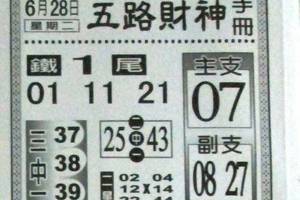 6月28日
星期二
五路財神
手冊
鐵1尾
01 11 21
主支
07
三中一
37
38
39
25 中 43
副支
08 27
02 04
12 14